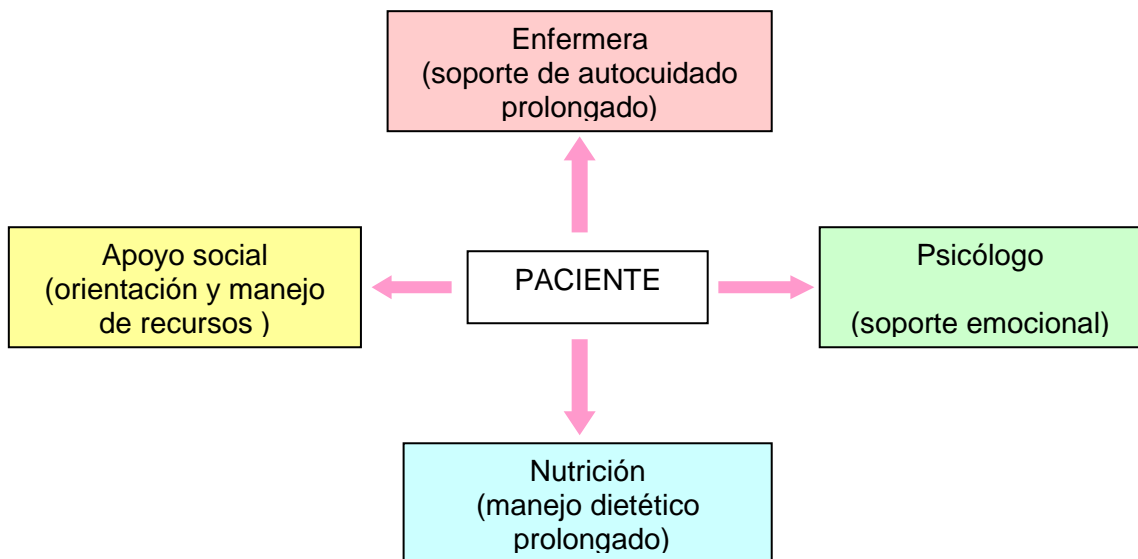 Enfermera
(soporte de autocuidado
prolongado)
Apoyo social
(orientación y manejo
de recursos )
PACIENTE
Psicólogo
(soporte emocional)
Nutrición
(manejo dietético
prolongado)